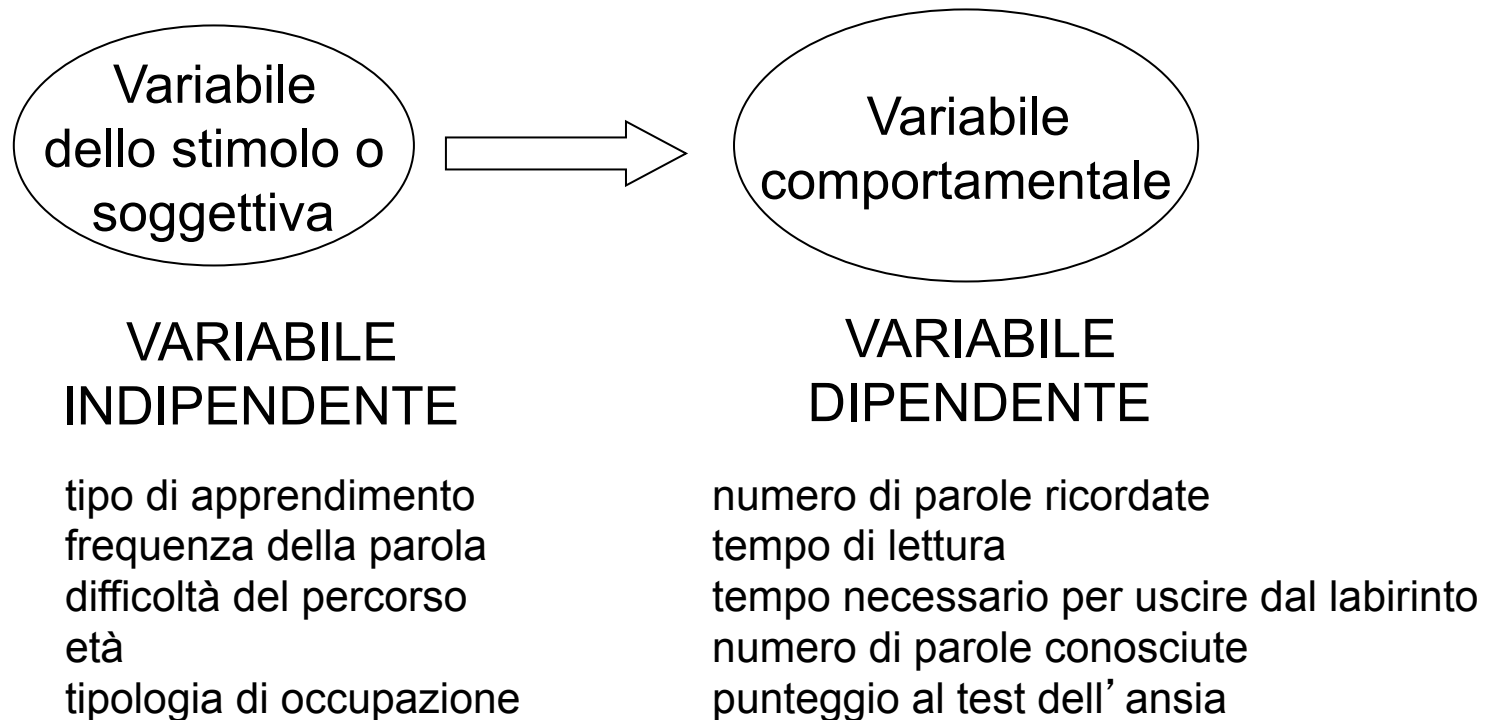 Variabile
dello stimolo o
soggettiva
Variabile
comportamentale
VARIABILE
INDIPENDENTE
VARIABILE
DIPENDENTE
tipo di apprendimento
frequenza della parola
difficoltà del percorso
età
tipologia di occupazione
numero di parole ricordate
tempo di lettura
tempo necessario per uscire dal labirinto
numero di parole conosciute
punteggio al test dell’ansia